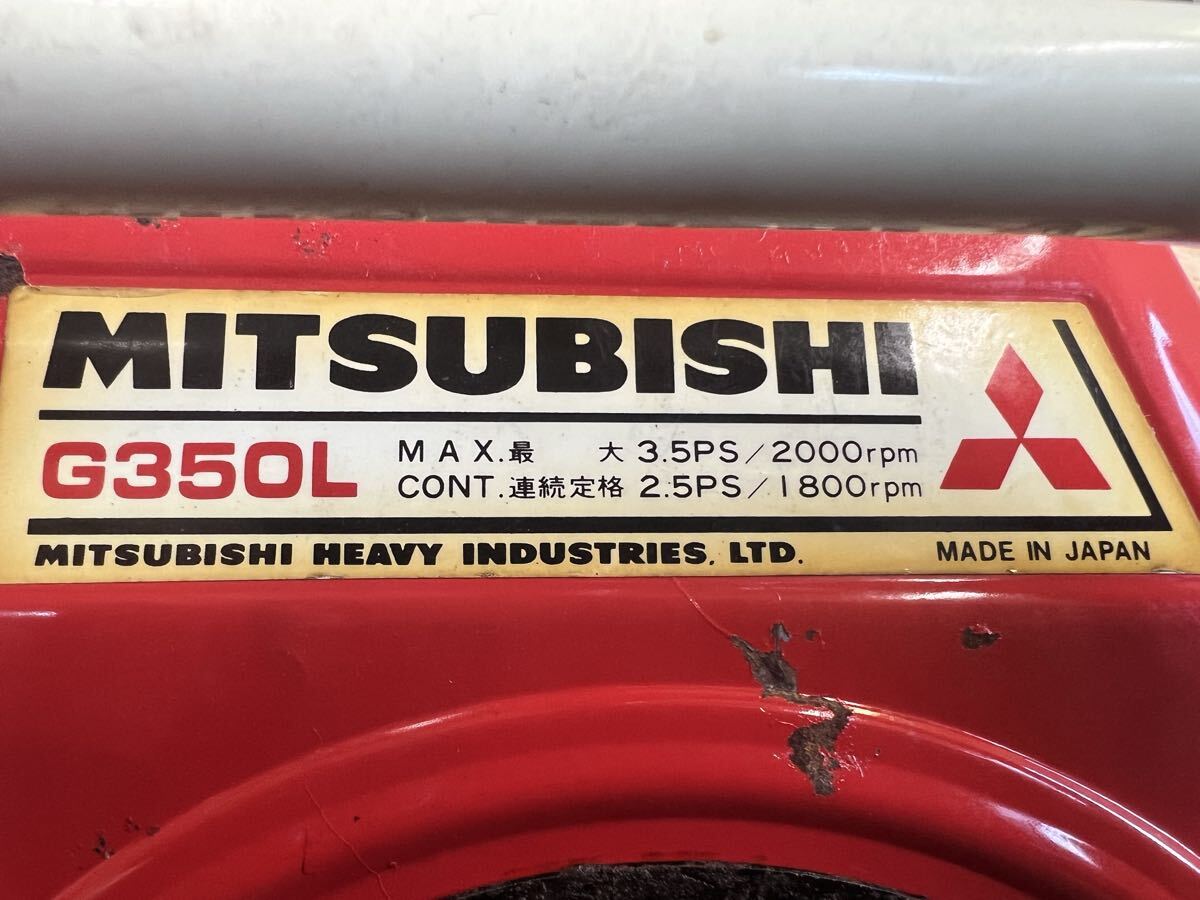 MITSUBISHI
G350L
MAX.最 大 3.5PS/2000rpm
CONT.連続定格 2.5PS/1800rpm
MITSUBISHI HEAVY INDUSTRIES, LTD.
MADE IN JAPAN